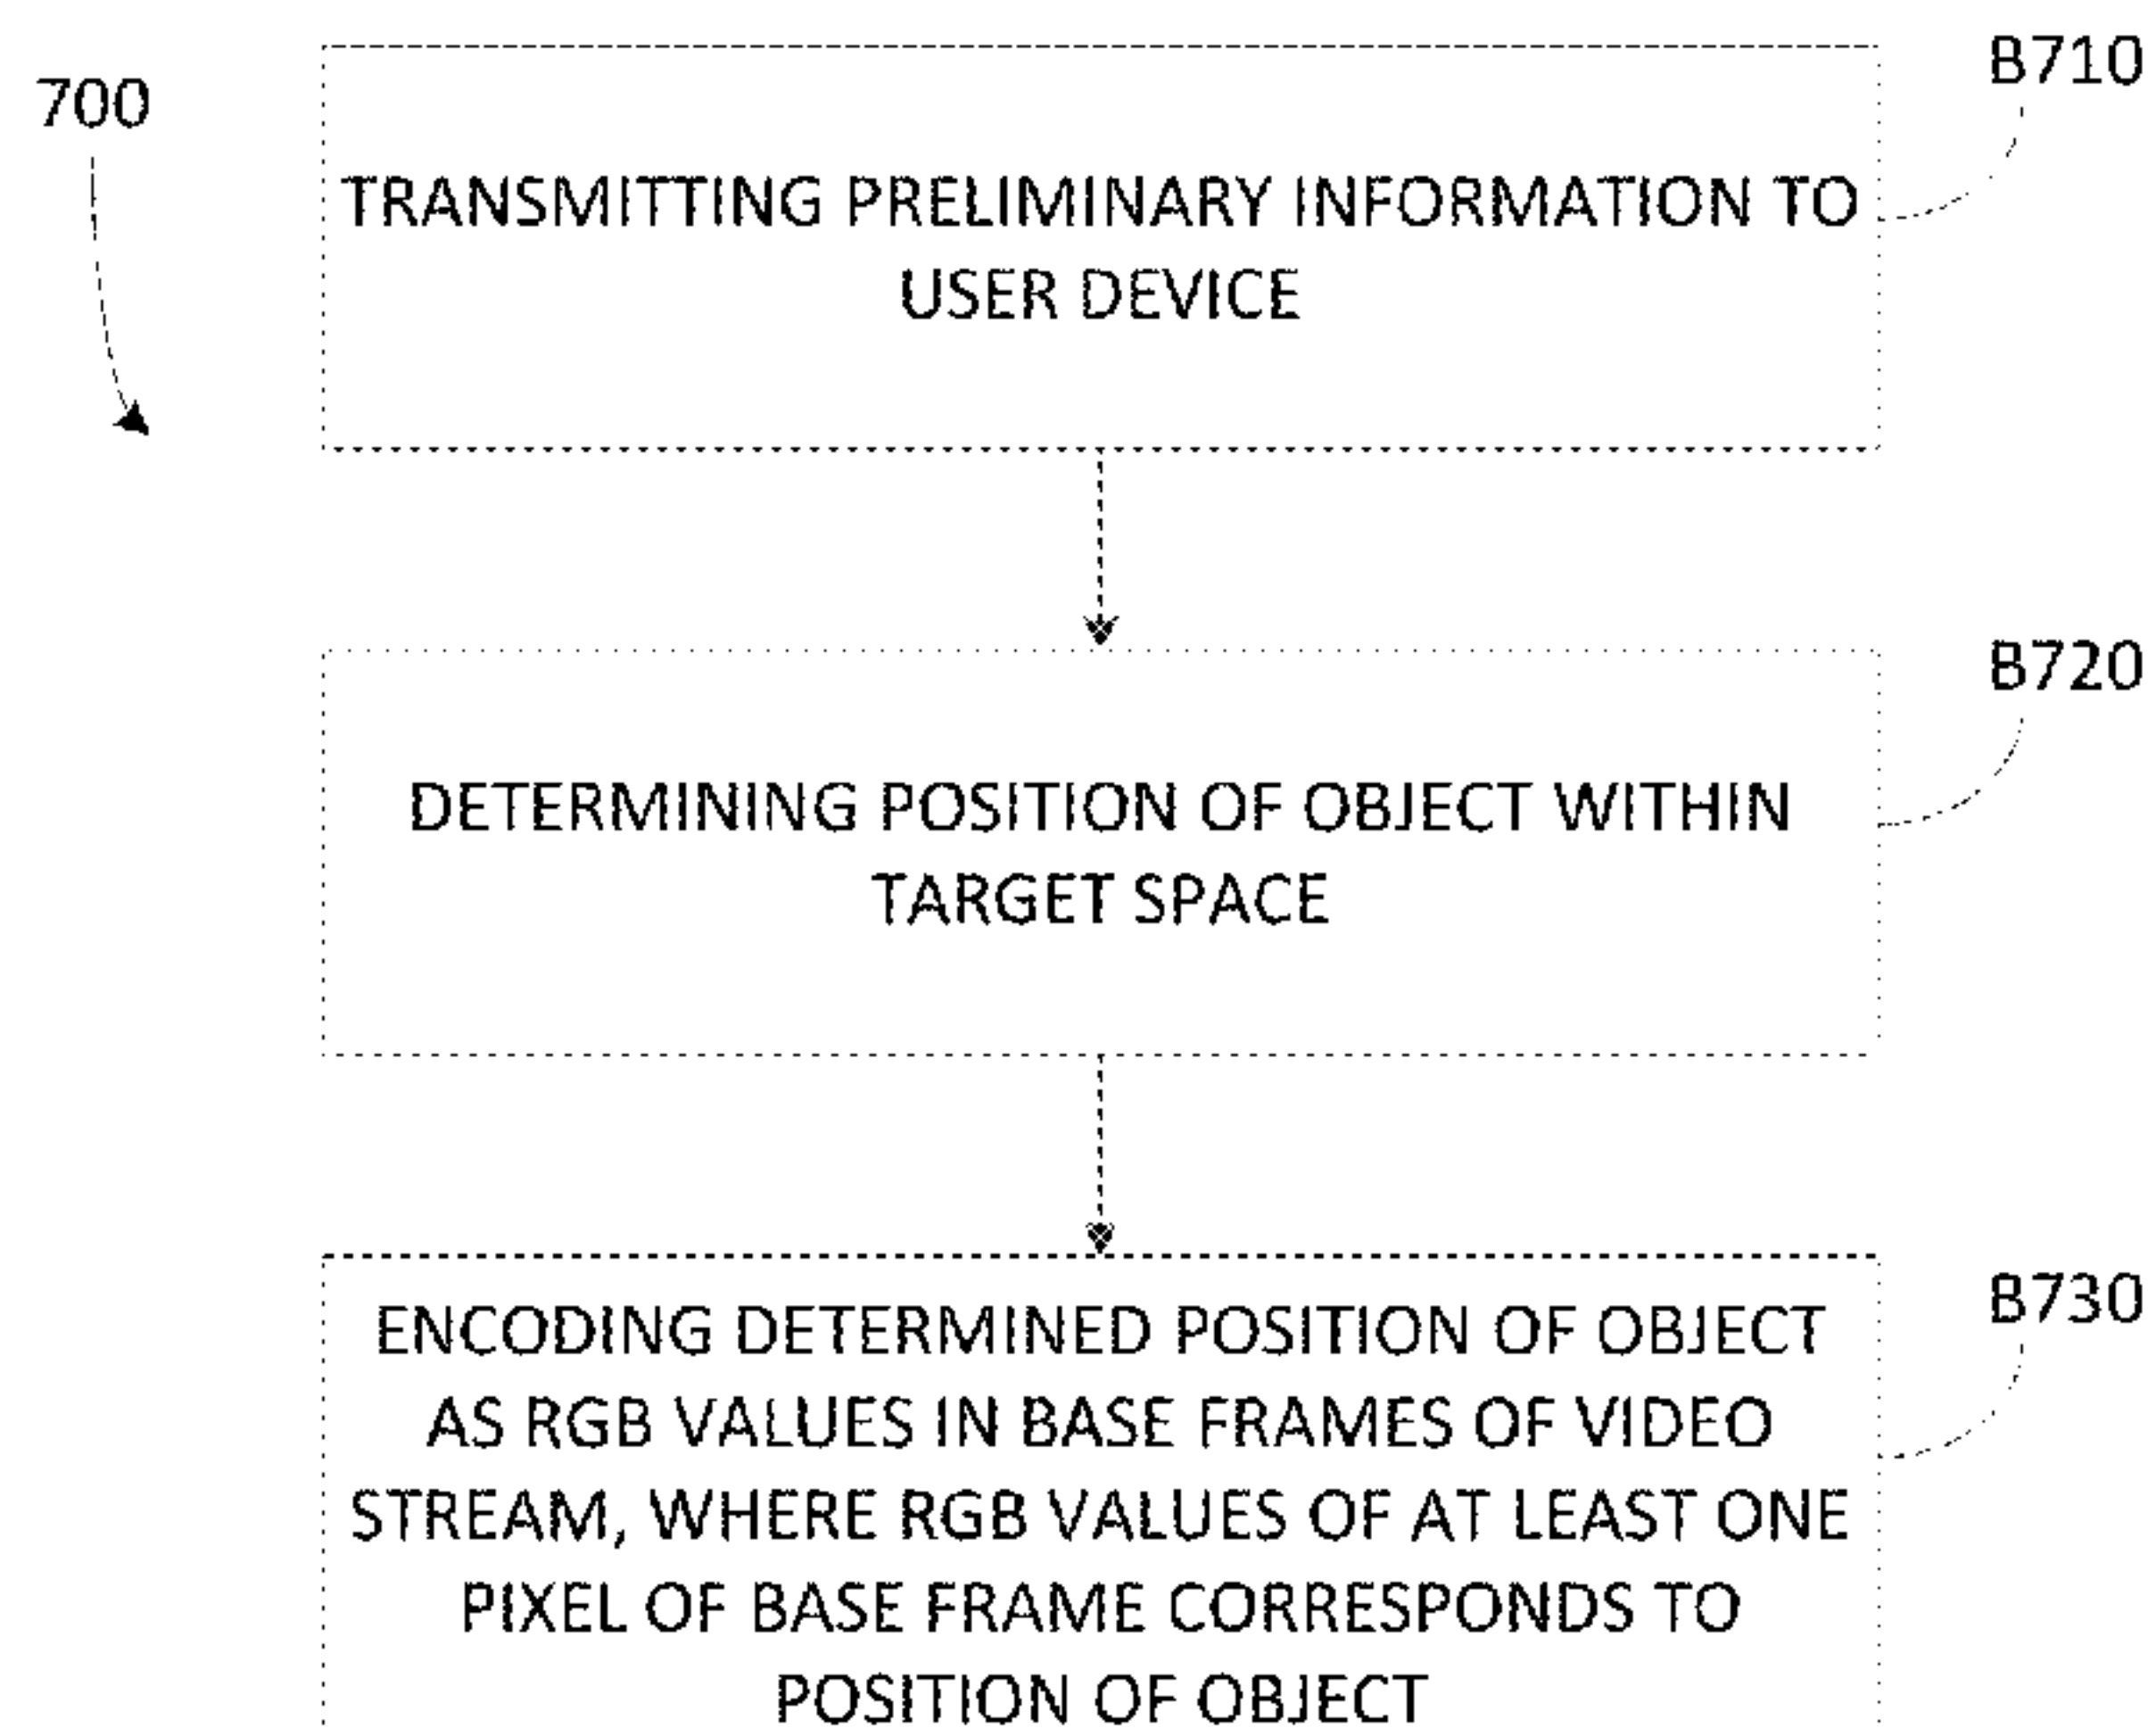 700
B710
TRANSMITTING PRELIMINARY INFORMATION TO
USER DEVICE
B720
DETERMINING POSITION OF OBJECT WITHIN
TARGET SPACE
B730
ENCODING DETERMINED POSITION OF OBJECT
AS RGB VALUES IN BASE FRAMES OF VIDEO
STREAM, WHERE RGB VALUES OF AT LEAST ONE
PIXEL OF BASE FRAME CORRESPONDS TO
POSITION OF OBJECT